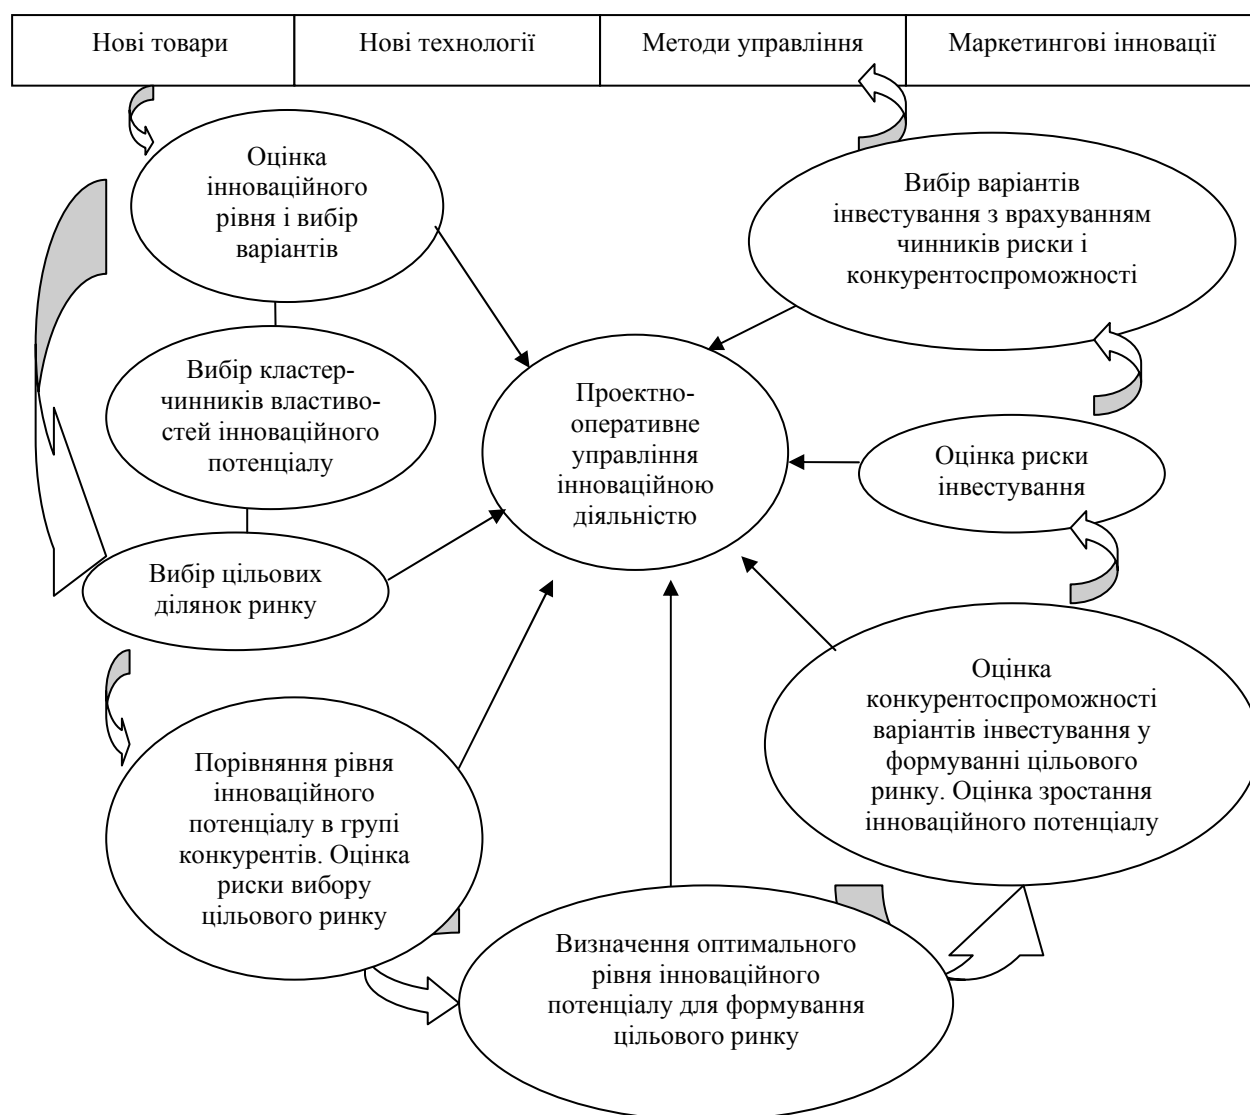 Нові товари
Нові технології
Методи управління
Маркетингові інновації
Оцінка
інноваційного
рівня і вибір
варіантів
Вибір варіантів
інвестування з врахуванням
чинників риски і
конкурентоспроможності
Вибір кластер-
чинників властиво-
стей інноваційного
потенціалу
Проектно-
оперативне
управління
інноваційною
діяльністю
Оцінка риски
інвестування
Вибір цільових
ділянок ринку
Порівняння рівня
інноваційного
потенціалу в групі
конкурентів. Оцінка
риски вибору
цільового ринку
Оцінка
конкурентоспроможності
варіантів інвестування у
формуванні цільового
ринку. Оцінка зростання
інноваційного потенціалу
Визначення оптимального
рівня інноваційного
потенціалу для формування
цільового ринку